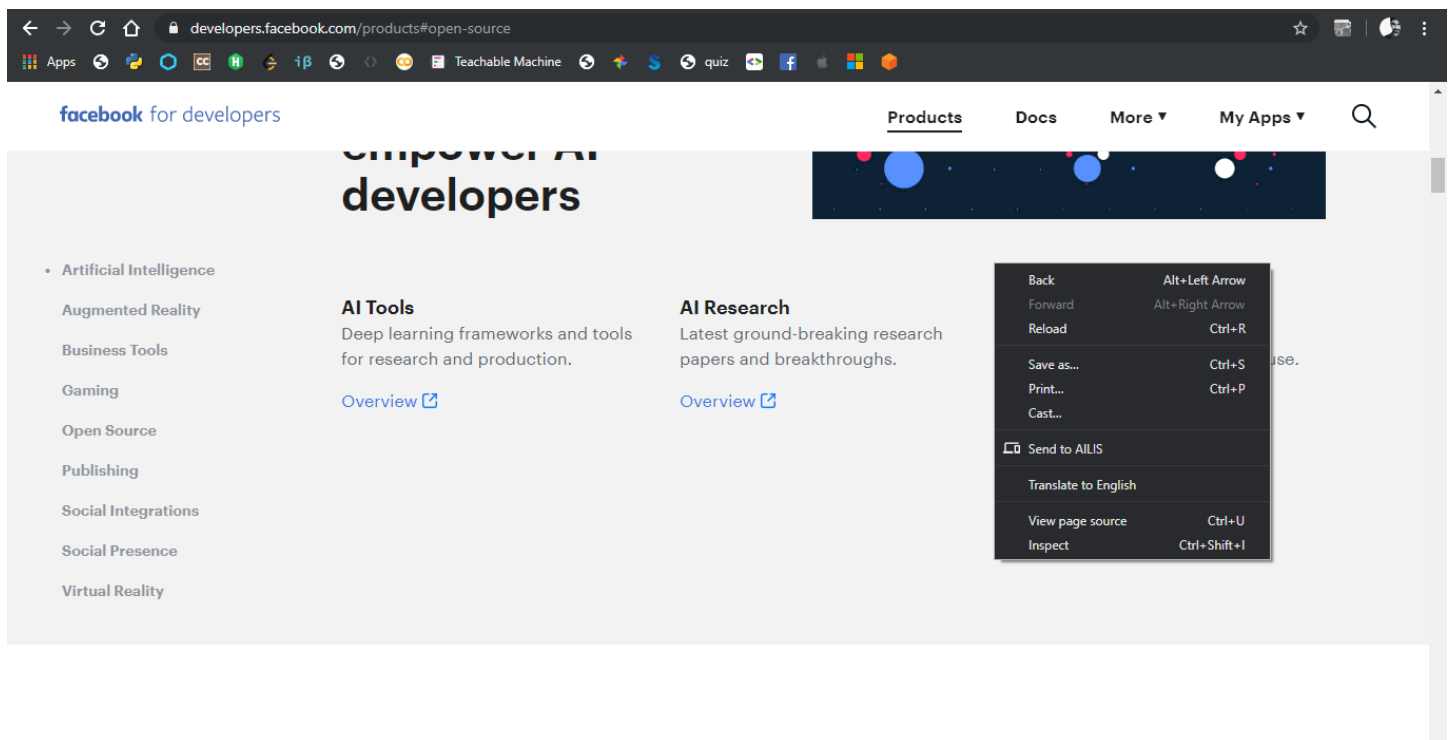 developers.facebook.com/products#open-source
Apps
CC
H
iβ
Teachable Machine
S
quiz
f
facebook for developers
Products
Docs
More ▼
My Apps ▼
developers
Artificial Intelligence
Augmented Reality
Business Tools
Gaming
Open Source
Publishing
Social Integrations
Social Presence
Virtual Reality
AI Tools
Deep learning frameworks and tools
for research and production.
Overview
AI Research
Latest ground-breaking research
papers and breakthroughs.
Overview
Back Alt+Left Arrow
Forward Alt+Right Arrow
Reload Ctrl+R
Save as... Ctrl+S
Print... Ctrl+P
Cast...
Send to AILIS
Translate to English
View page source Ctrl+U
Inspect Ctrl+Shift+I